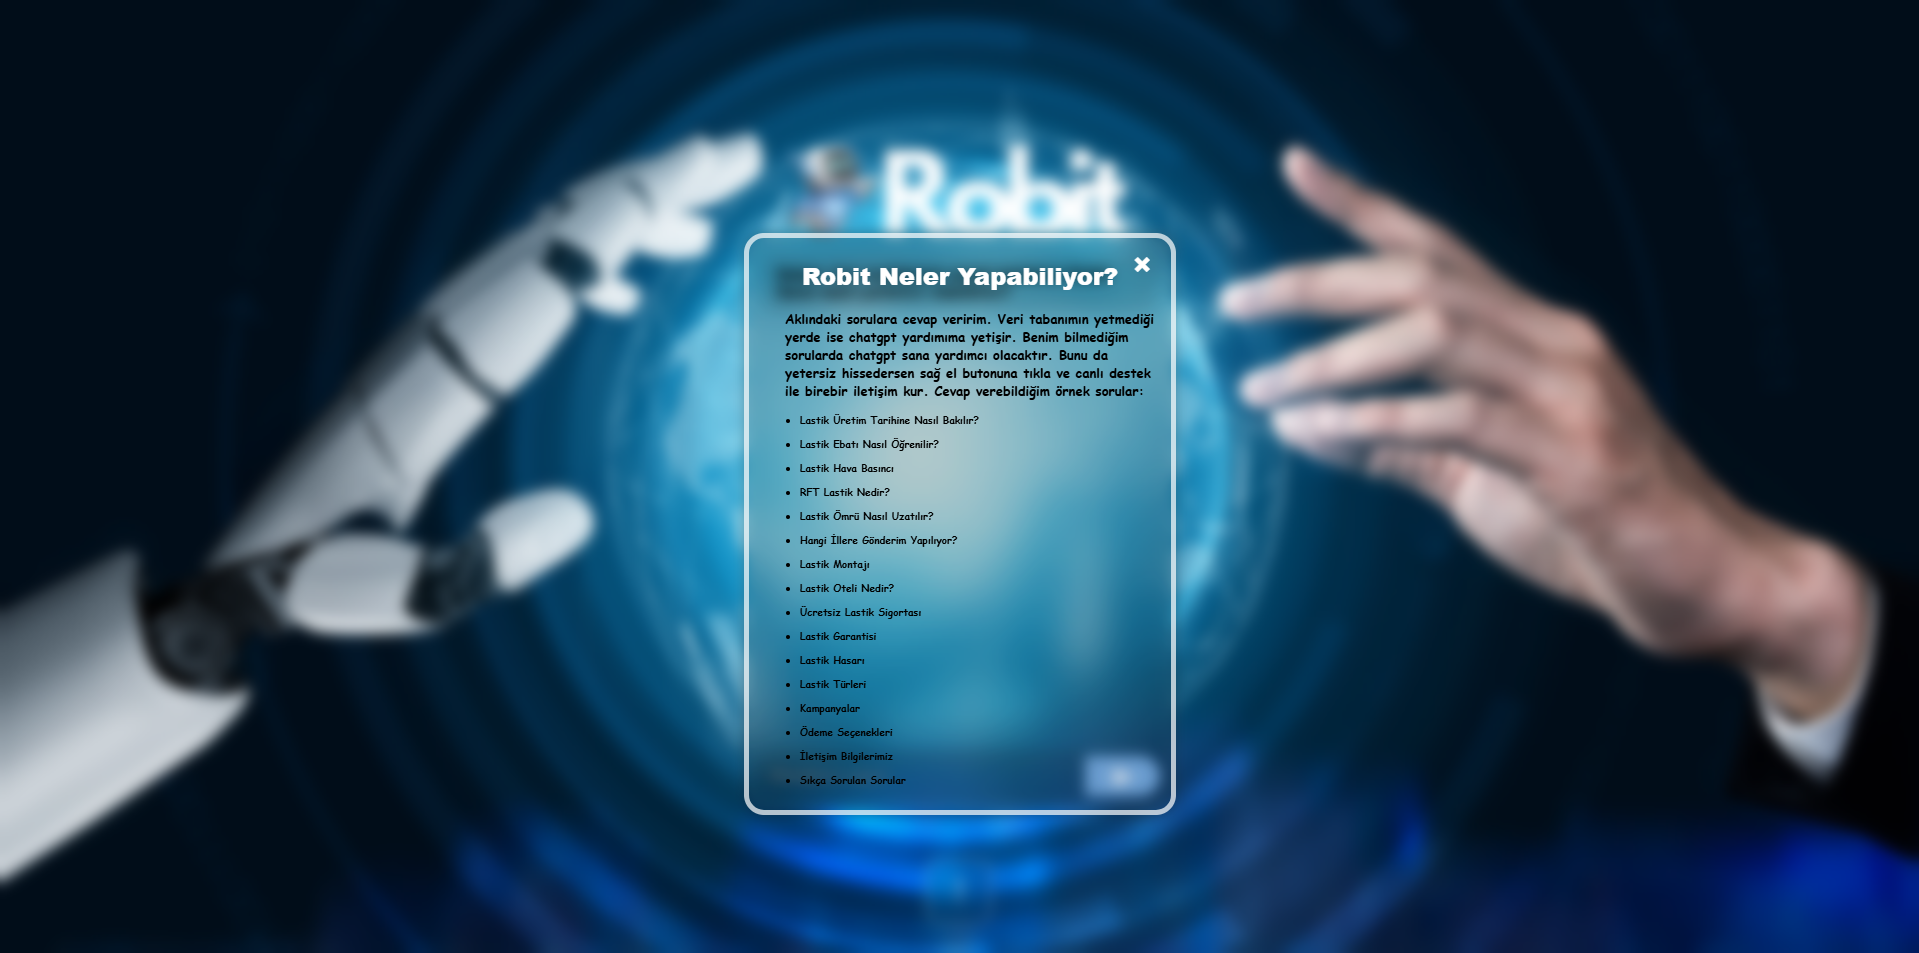 Robit
Robit Neler Yapabiliyor?
Aklındaki sorulara cevap veririm. Veri tabanımın yetmediği
yerde ise chatgpt yardımıma yetişir. Benim bilmediğim
sorularda chatgpt sana yardımcı olacaktır. Bunu da
yetersiz hissedersen sağ el butonuna tıkla ve canlı destek
ile birebir iletişim kur. Cevap verebildiğim örnek sorular:
• Lastik Üretim Tarihine Nasıl Bakılır?
• Lastik Ebatı Nasıl Öğrenilir?
• Lastik Hava Basıncı
• RFT Lastik Nedir?
• Lastik Ömrü Nasıl Uzatılır?
• Hangi İllere Gönderim Yapılıyor?
• Lastik Montajı
• Lastik Oteli Nedir?
• Ücretsiz Lastik Sigortası
• Lastik Garantisi
• Lastik Hasarı
• Lastik Türleri
• Kampanyalar
• Ödeme Seçenekleri
• İletişim Bilgilerimiz
• Sıkça Sorulan Sorular